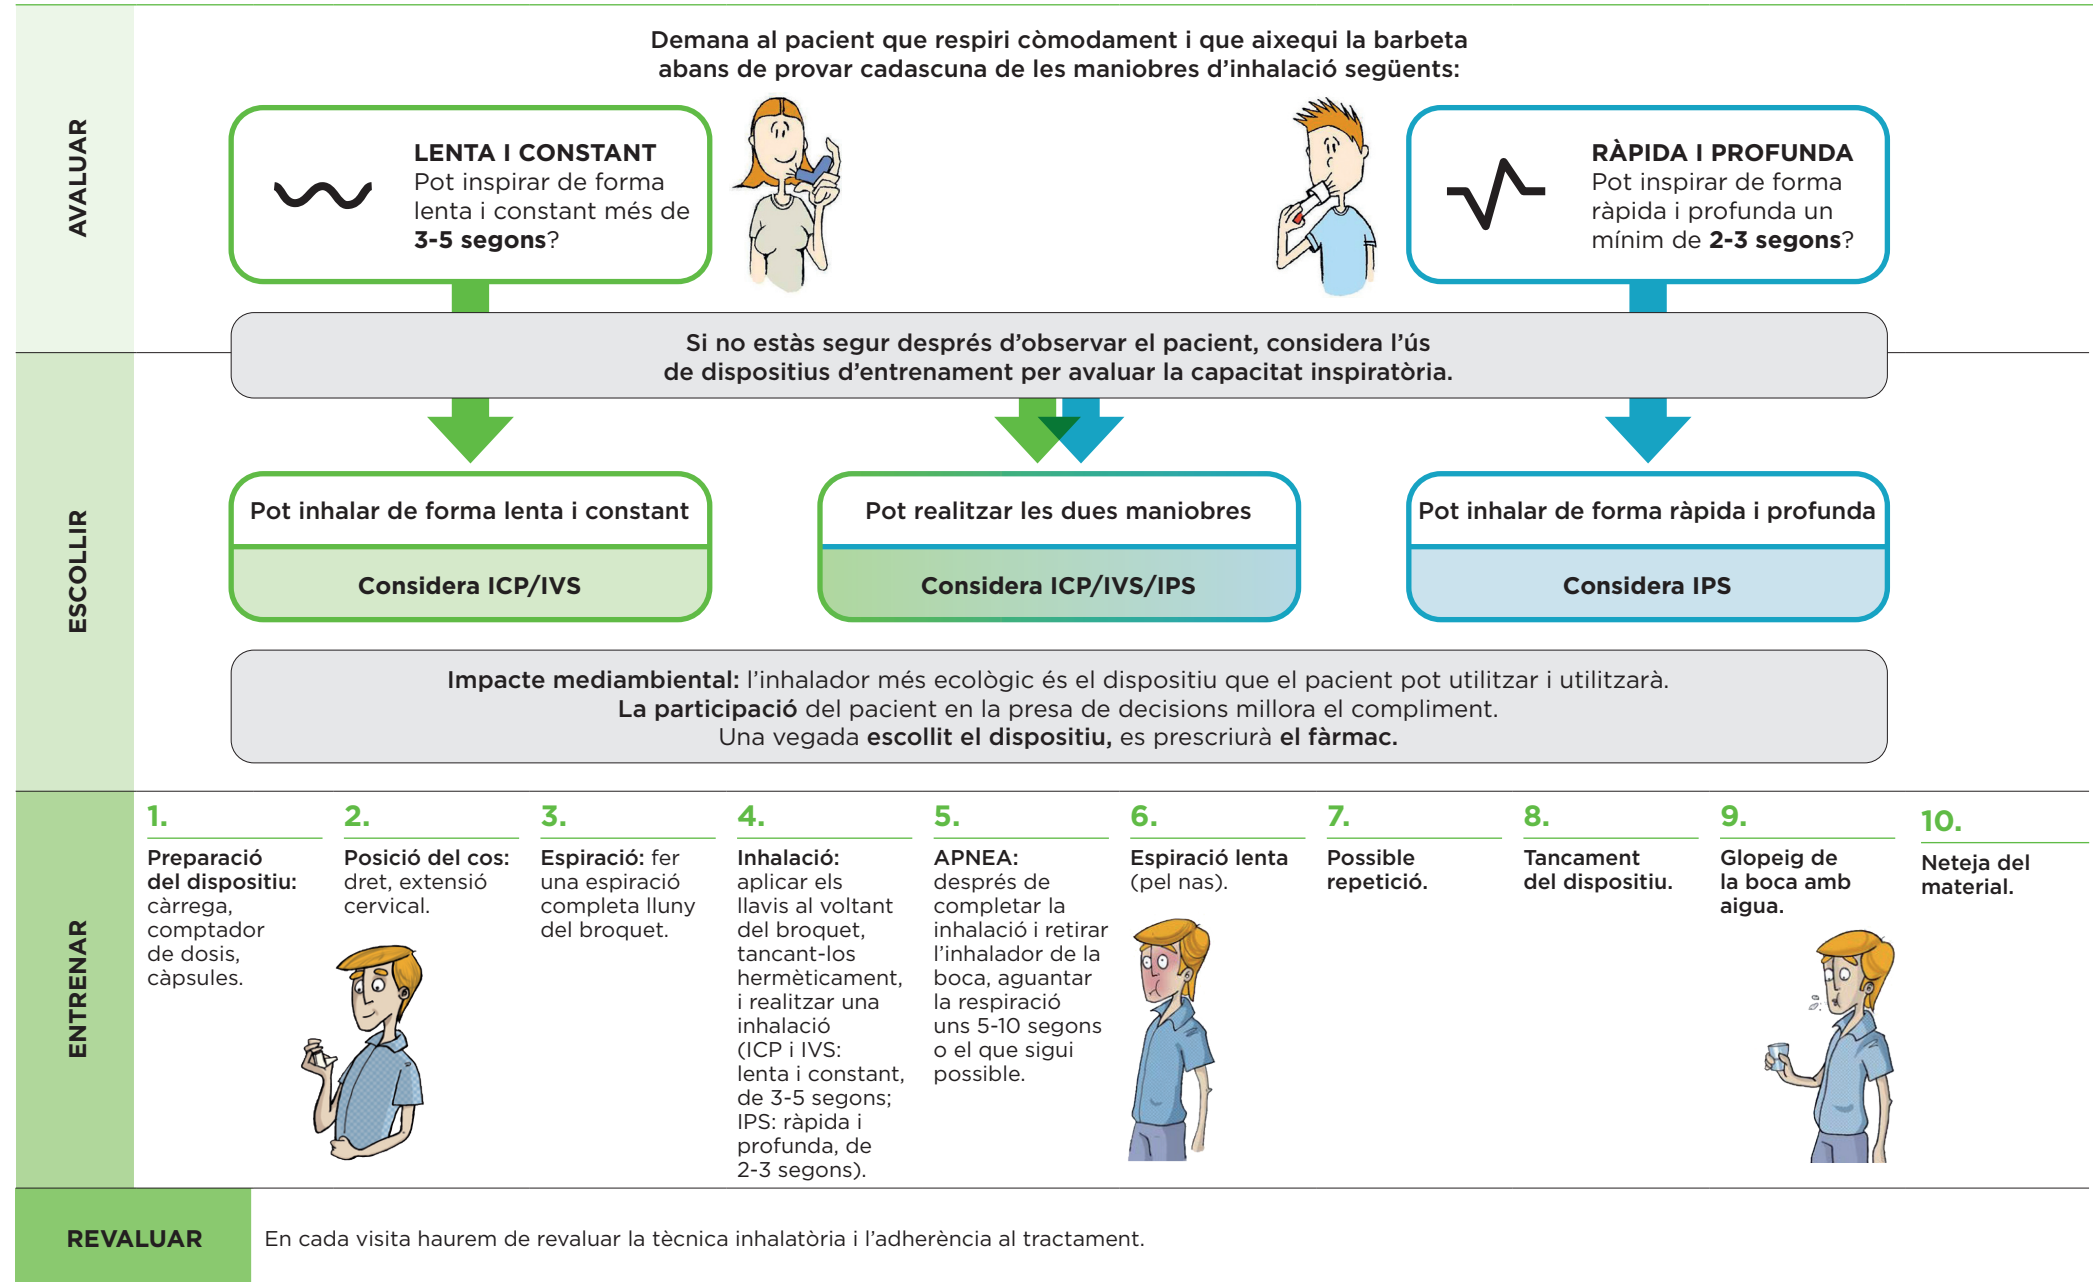 Demana al pacient que respiri còmodament i que aixequi la barbeta
abans de provar cadascuna de les maniobres d’inhalació següents:
AVALUAR
LENTA I CONSTANT
Pot inspirar de forma
lenta i constant més de
3-5 segons?
RÀPIDA I PROFUNDA
Pot inspirar de forma
ràpida i profunda un
mínim de 2-3 segons?
Si no estàs segur després d’observar el pacient, considera l’ús
de dispositius d’entrenament per avaluar la capacitat inspiratòria.
ESCOLLIR
Pot inhalar de forma lenta i constant
Considera ICP/IVS
Pot realitzar les dues maniobres
Considera ICP/IVS/IPS
Pot inhalar de forma ràpida i profunda
Considera IPS
Impacte mediambiental: l’inhalador més ecològic és el dispositiu que el pacient pot utilitzar i utilitzarà.
La participació del pacient en la presa de decisions millora el compliment.
Una vegada escollit el dispositiu, es prescriurà el fàrmac.
ENTRENAR
1.
Preparació
del dispositiu:
càrrega,
comptador
de dosis,
càpsules.
2.
Posició del cos:
dret, extensió
cervical.
3.
Espiració: fer
una espiració
completa lluny
del broquet.
4.
Inhalació:
aplicar els
llavis al voltant
del broquet,
tancant-los
hermèticament,
i realitzar una
inhalació
(ICP i IVS:
lenta i constant,
de 3-5 segons;
IPS: ràpida i
profunda, de
2-3 segons).
5.
APNEA:
després de
completar la
inhalació i retirar
l’inhalador de la
boca, aguantar
la respiració
uns 5-10 segons
o el que sigui
possible.
6.
Espiració lenta
(pel nas).
7.
Possible
repetició.
8.
Tancament
del dispositiu.
9.
Glopeig de
la boca amb
aigua.
10.
Neteja del
material.
REVALUAR
En cada visita haurem de revaluar la tècnica inhalatòria i l’adherència al tractament.